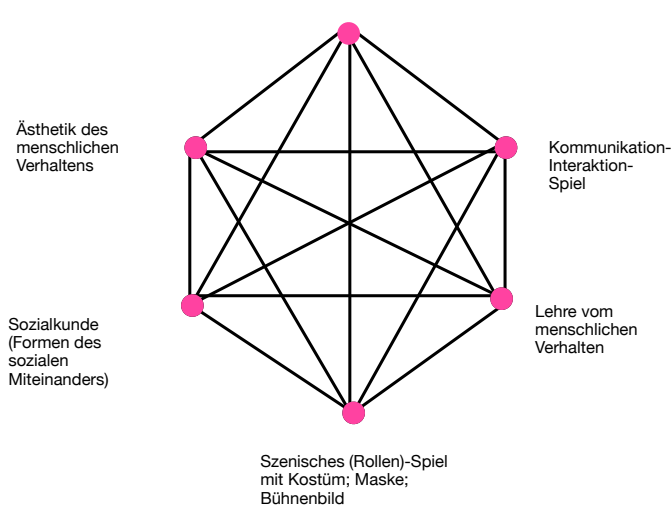 Ästhetik des
menschlichen
Verhaltens
Kommunikation-
Interaktion-
Spiel
Sozialkunde
(Formen des
sozialen
Miteinanders)
Lehre vom
menschlichen
Verhalten
Szenisches (Rollen)-Spiel
mit Kostüm; Maske;
Bühnenbild